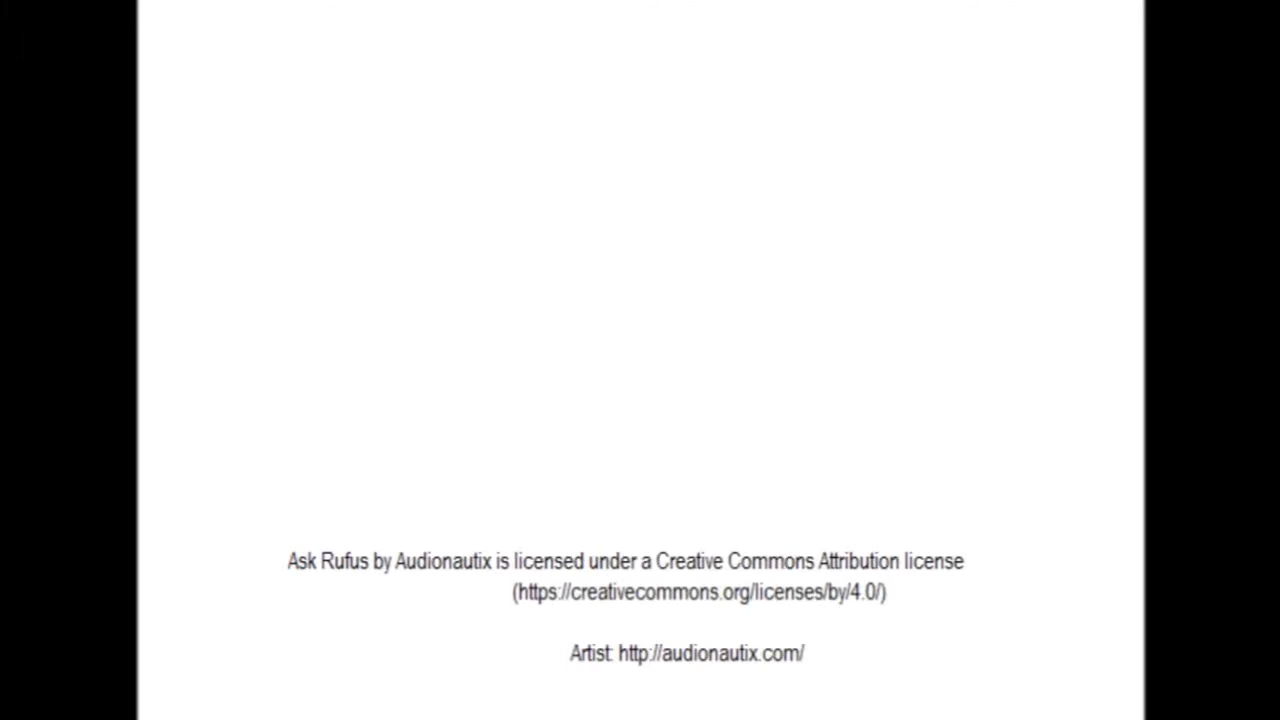 Ask Rufus by Audionautix is licensed under a Creative Commons Attribution license
(https://creativecommons.org/licenses/by/4.0/)
Artist: http://audionautix.com/